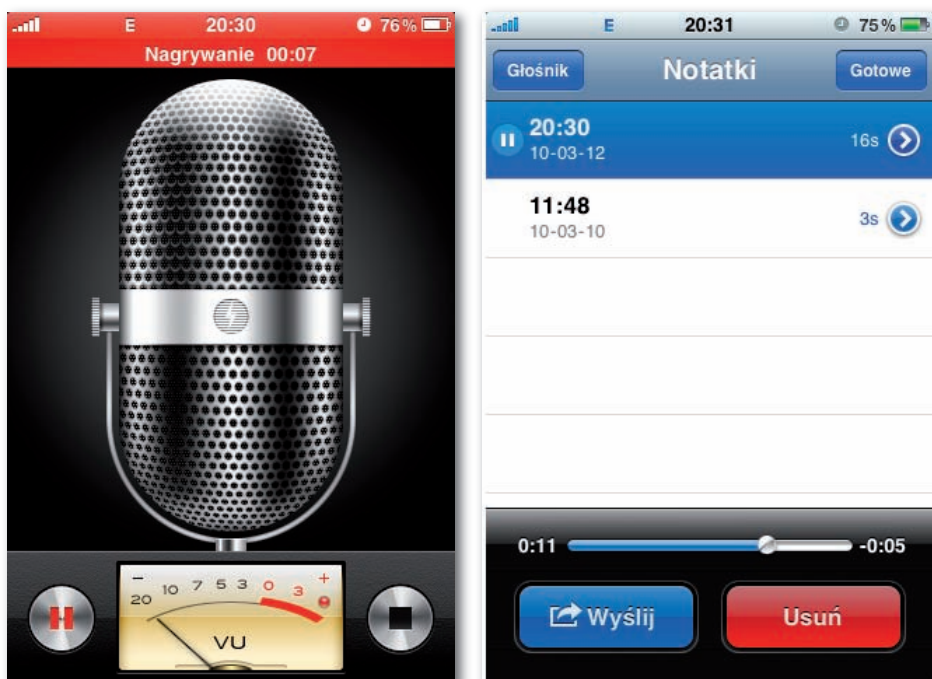 E 20:30 76%
Nagrywanie 00:07
- 20 10 7 5 3 0 3 +
VU
E 20:31 75%
Głośnik Notatki Gotowe
20:30
10-03-12
16s
11:48
10-03-10
3s
0:11 -0:05
Wyślij Usuń